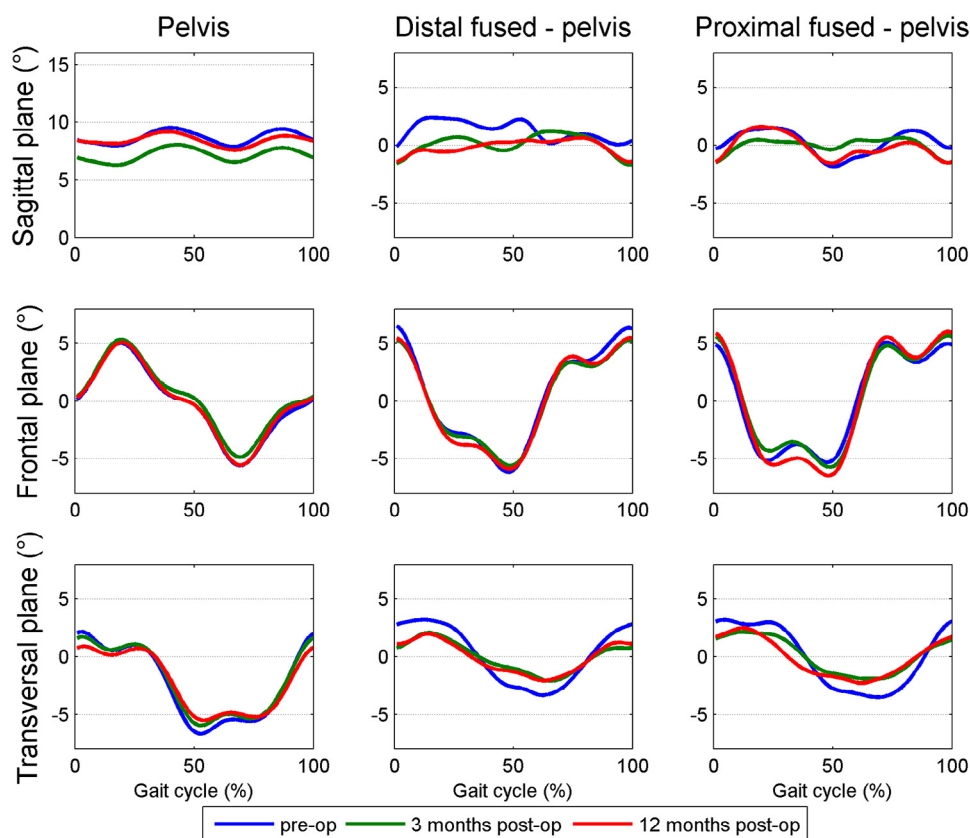 Pelvis
Distal fused - pelvis
Proximal fused - pelvis
Sagittal plane (°)
15
10
5
0
0 50 100
5
0
-5
0 50 100
5
0
-5
0 50 100
Frontal plane (°)
5
0
-5
0 50 100
5
0
-5
0 50 100
5
0
-5
0 50 100
Transversal plane (°)
5
0
-5
0 50 100
Gait cycle (%)
5
0
-5
0 50 100
Gait cycle (%)
5
0
-5
0 50 100
Gait cycle (%)
pre-op 3 months post-op 12 months post-op